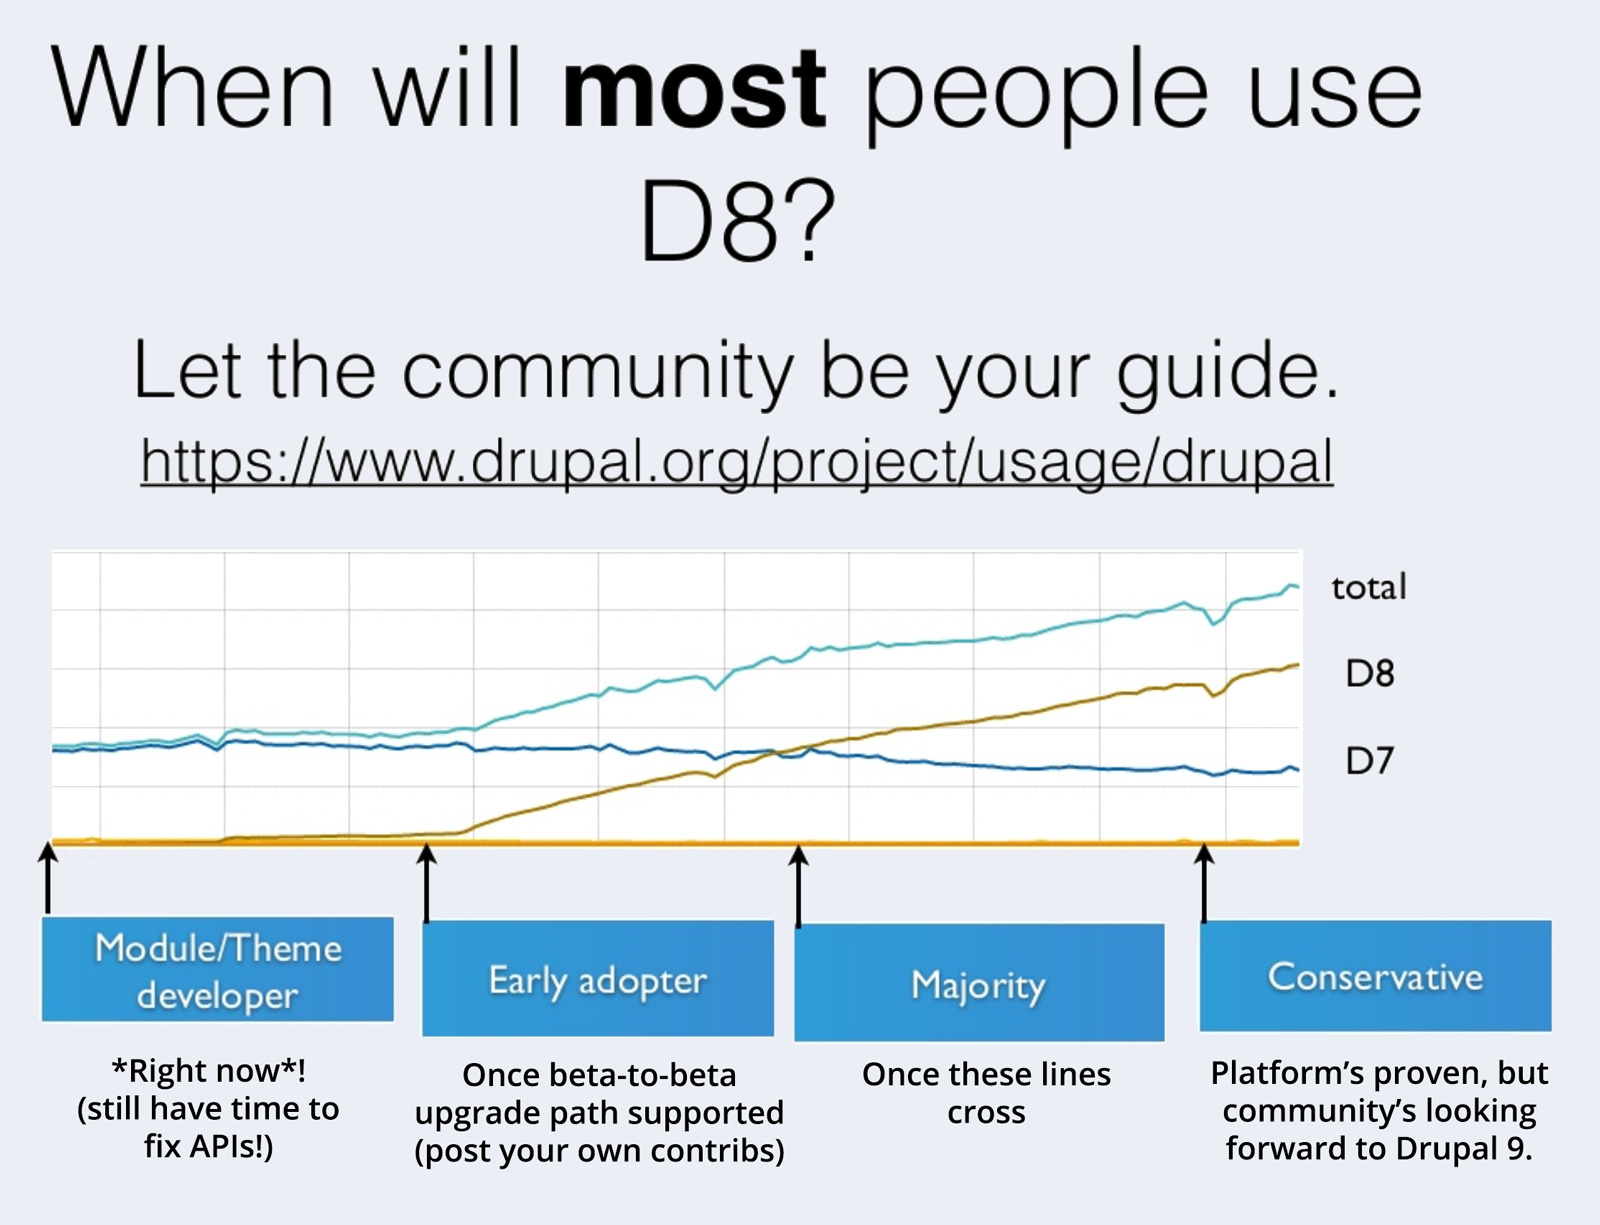 When will most people use
D8?
Let the community be your guide.
https://www.drupal.org/project/usage/drupal
total
D8
D7
Module/Theme
developer
Early adopter
Majority
Conservative
*Right now*!
(still have time to
fix APIs!)
Once beta-to-beta
upgrade path supported
(post your own contribs)
Once these lines
cross
Platform’s proven, but
community’s looking
forward to Drupal 9.